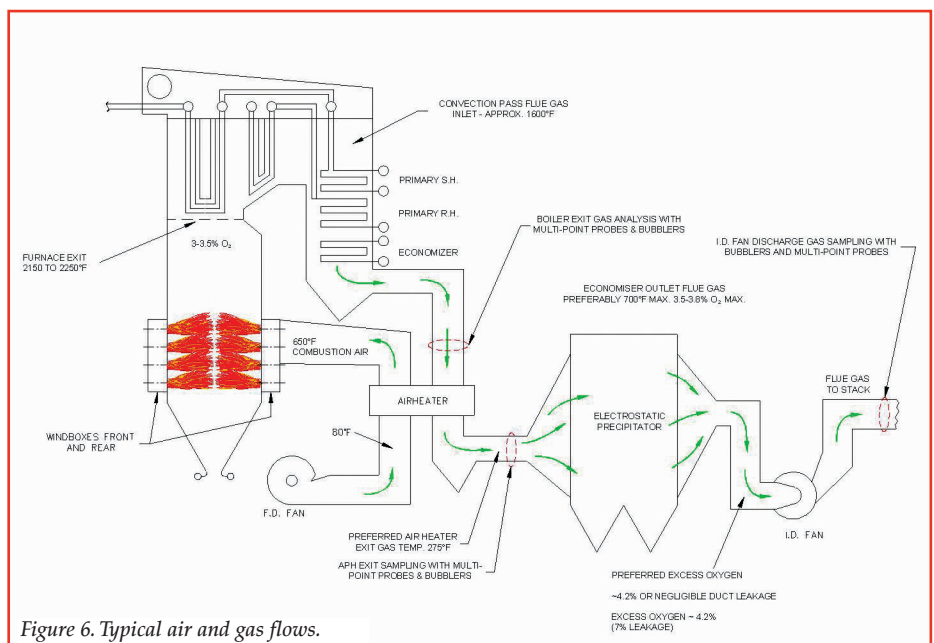 CONVECTION PASS FLUE GAS
INLET - APPROX. 1600°F
PRIMARY S.H.
PRIMARY R.H.
ECONOMIZER
BOILER EXIT GAS ANALYSIS WITH
MULTI-POINT PROBES & BUBBLERS
I.D. FAN DISCHARGE GAS SAMPLING WITH
BUBBLERS AND MULTI-POINT PROBES
3-3.5% O₂
FURNACE EXIT
2150 TO 2250°F
ECONOMISER OUTLET FLUE GAS
PREFERABLY 700°F MAX. 3.5-3.8% O₂ MAX.
650°F
COMBUSTION AIR
AIRHEATER
FLUE GAS
TO STACK
ELECTROSTATIC
PRECIPITATOR
WINDBOXES FRONT
AND REAR
80°F
F.D. FAN
I.D. FAN
PREFERRED AIR HEATER
EXIT GAS TEMP. 275°F
APH EXIT SAMPLING WITH MULTI-
POINT PROBES & BUBBLERS
PREFERRED EXCESS OXYGEN
~4.2% OR NEGLIGIBLE DUCT LEAKAGE
EXCESS OXYGEN ~ 4.2%
(7% LEAKAGE)
Figure 6. Typical air and gas flows.